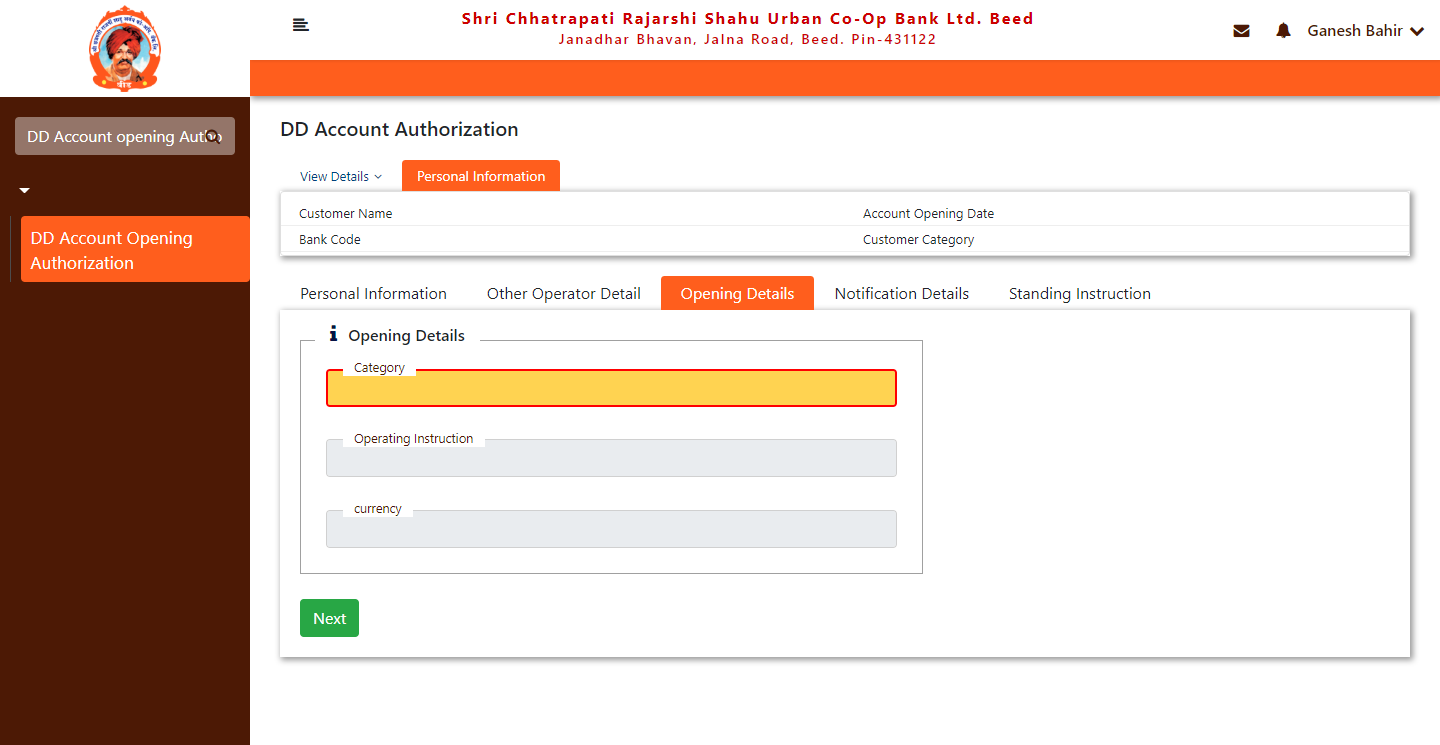 Shri Chhatrapati Rajarshi Shahu Urban Co-Op Bank Ltd. Beed
Janadhar Bhavan, Jalna Road, Beed. Pin-431122
Ganesh Bahir
वीड
DD Account opening Autho
DD Account Opening
Authorization
DD Account Authorization
View Details
Personal Information
Customer Name
Account Opening Date
Bank Code
Customer Category
Personal Information
Other Operator Detail
Opening Details
Notification Details
Standing Instruction
Opening Details
Category
Operating Instruction
currency
Next